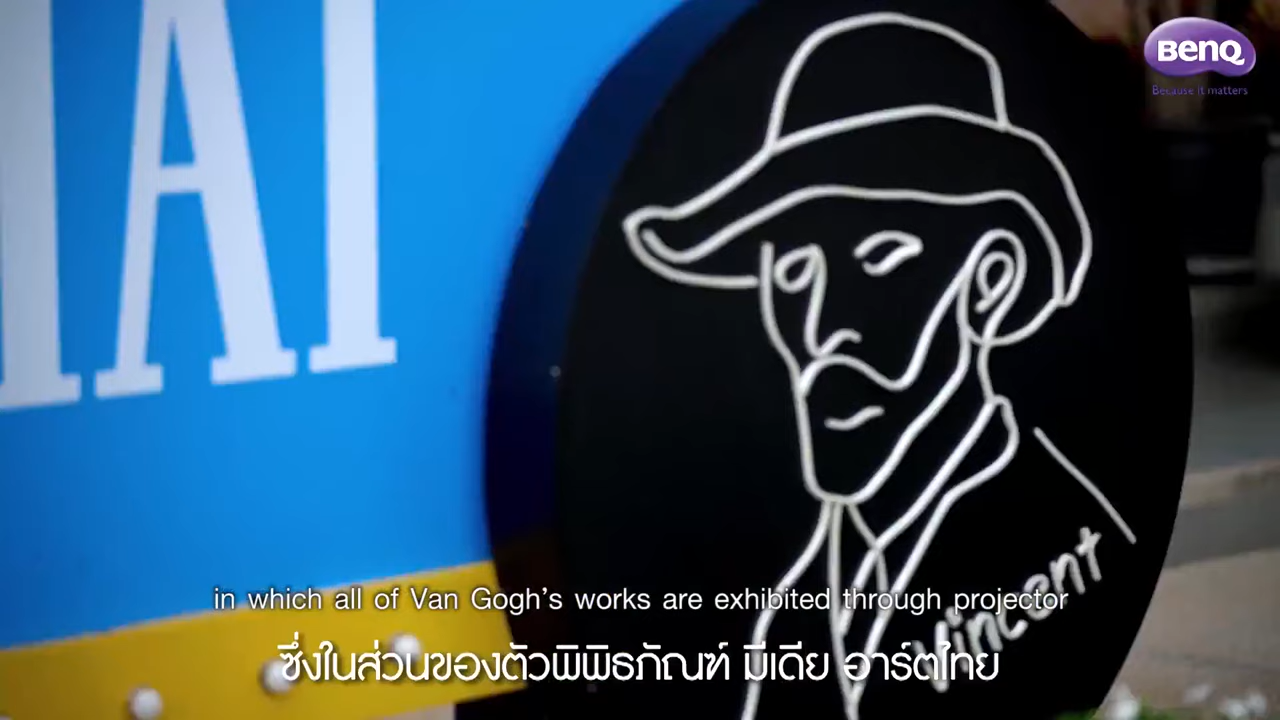 BenQ
Because it matters
Vincent
in which all of Van Gogh's works are exhibited through projector
ซึ่งในส่วนของตัวพิพิธภัณฑ์ มีเดีย อาร์ตไทย